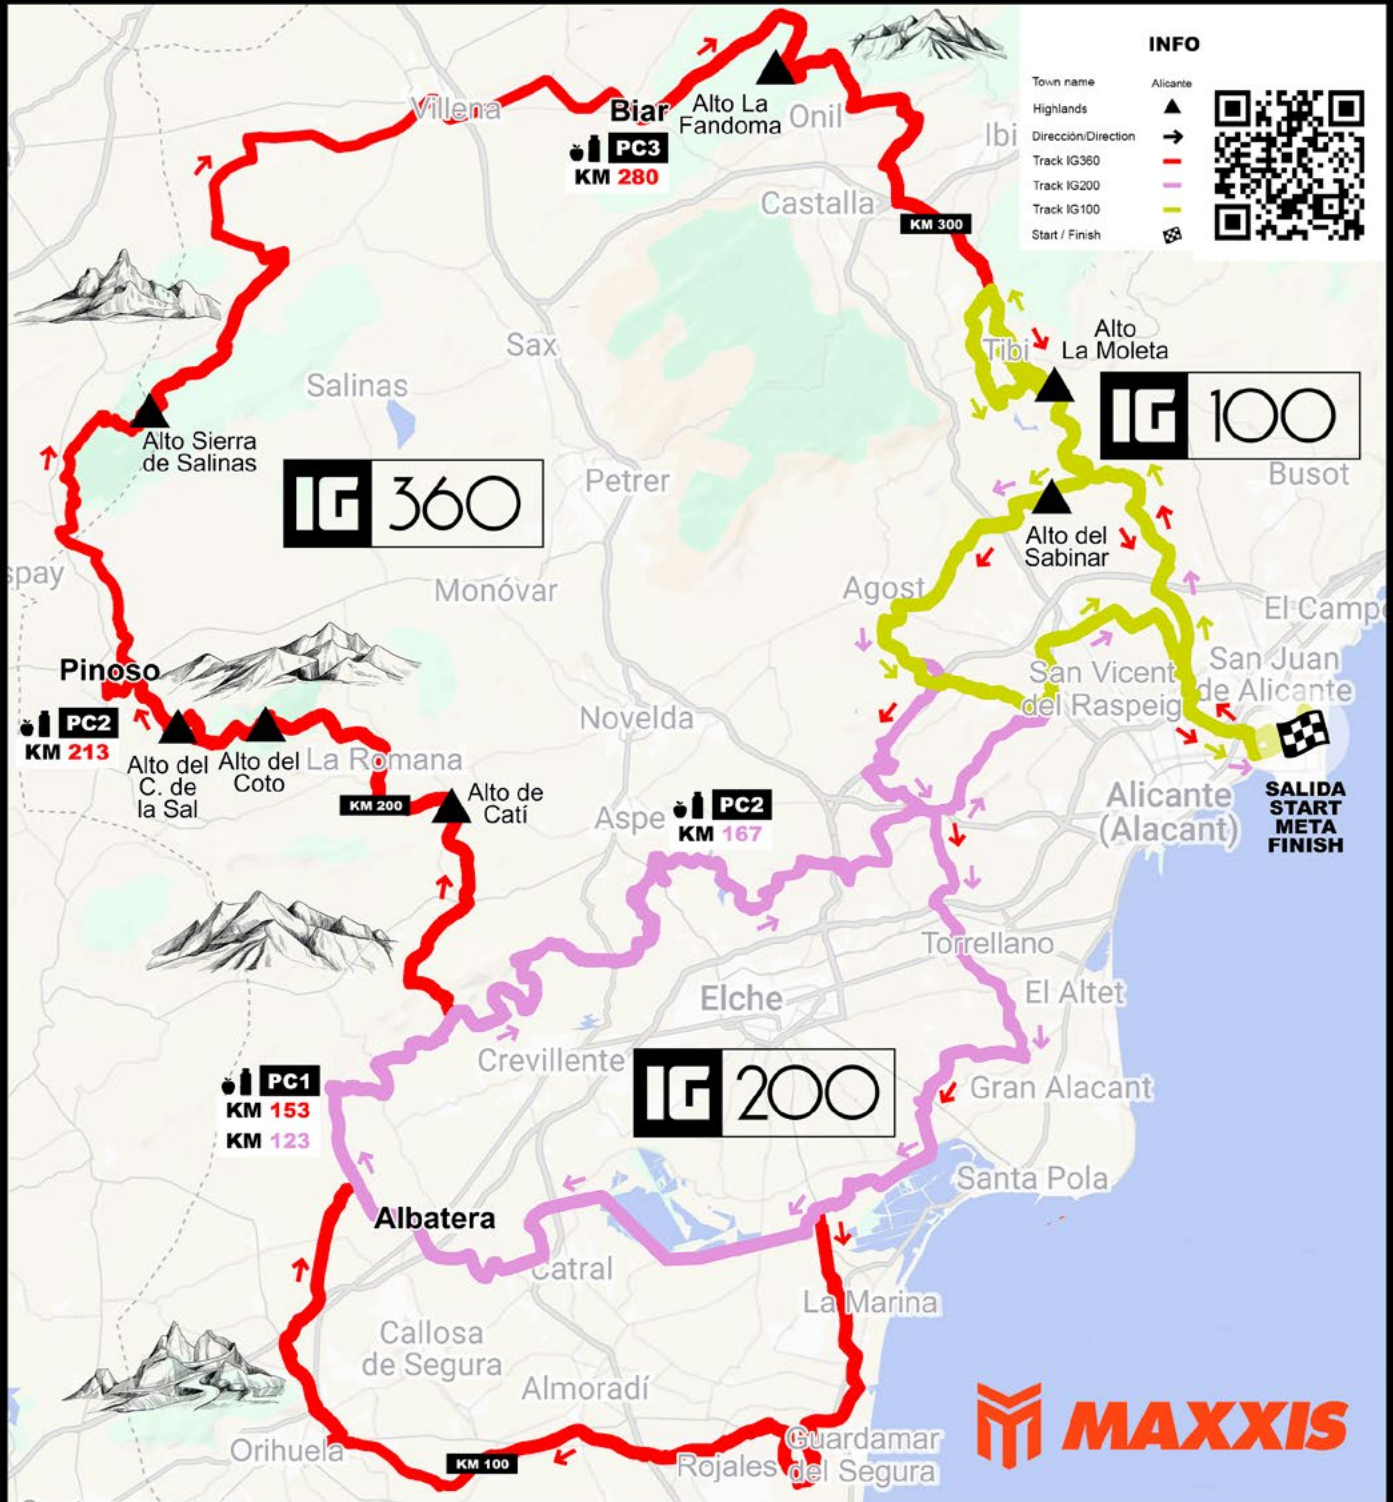 INFO
Town name
Alicante
Highlands
Dirección/Direction
Track IG360
Track IG200
Track IG100
Start / Finish
Villena
Biar
Alto La
Fandoma
Onil
Ibi
PC3
KM 280
Castalla
KM 300
Sax
Tibi
Alto
La Moleta
Salinas
IG 100
Alto Sierra
de Salinas
Petrer
Busot
IG 360
Alto del
Sabinar
spay
Monóvar
Agost
El Campe
Pinoso
San Vicent
del Raspeig
San Juan
de Alicante
PC2
KM 213
Novelda
Alto del
C. de
la Sal
Alto del
Coto
La Romana
KM 200
Alto de
Catí
Aspe
PC2
KM 167
Alicante
(Alacant)
SALIDA
START
META
FINISH
Torrellano
Elche
El Altet
Crevillente
PC1
KM 153
KM 123
IG 200
Gran Alacant
Santa Pola
Albatera
Catral
La Marina
Callosa
de Segura
Almoradí
Orihuela
KM 100
Rojales
Guardamar
del Segura
MAXXIS